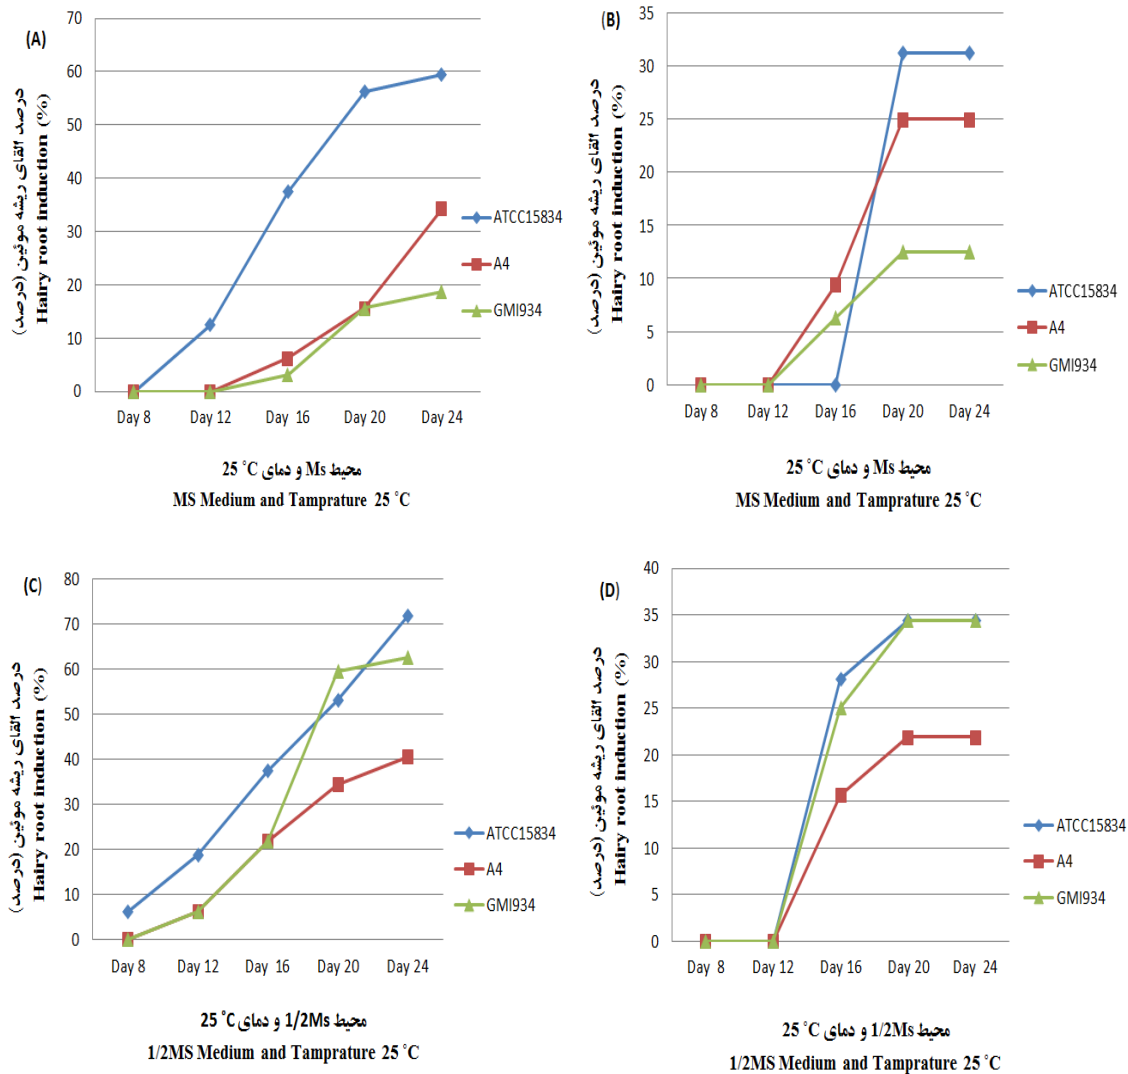 (A)
درصد القای ریشه موئین (درصد)
Hairy root induction (%)
70
60
50
40
30
20
10
0
Day 8 Day 12 Day 16 Day 20 Day 24
ATCC15834
A4
GMI934
محیط Ms و دمای 25 °C
MS Medium and Tamprature 25 °C
(B)
درصد القای ریشه موئین (درصد)
Hairy root induction (%)
35
30
25
20
15
10
5
0
Day 8 Day 12 Day 16 Day 20 Day 24
ATCC15834
A4
GMI934
محیط Ms و دمای 25 °C
MS Medium and Tamprature 25 °C
(C)
درصد القای ریشه موئین (درصد)
Hairy root induction (%)
80
70
60
50
40
30
20
10
0
Day 8 Day 12 Day 16 Day 20 Day 24
ATCC15834
A4
GMI934
محیط 1/2Ms و دمای 25 °C
1/2MS Medium and Tamprature 25 °C
(D)
درصد القای ریشه موئین (درصد)
Hairy root induction (%)
40
35
30
25
20
15
10
5
0
Day 8 Day 12 Day 16 Day 20 Day 24
ATCC15834
A4
GMI934
محیط 1/2Ms و دمای 25 °C
1/2MS Medium and Tamprature 25 °C